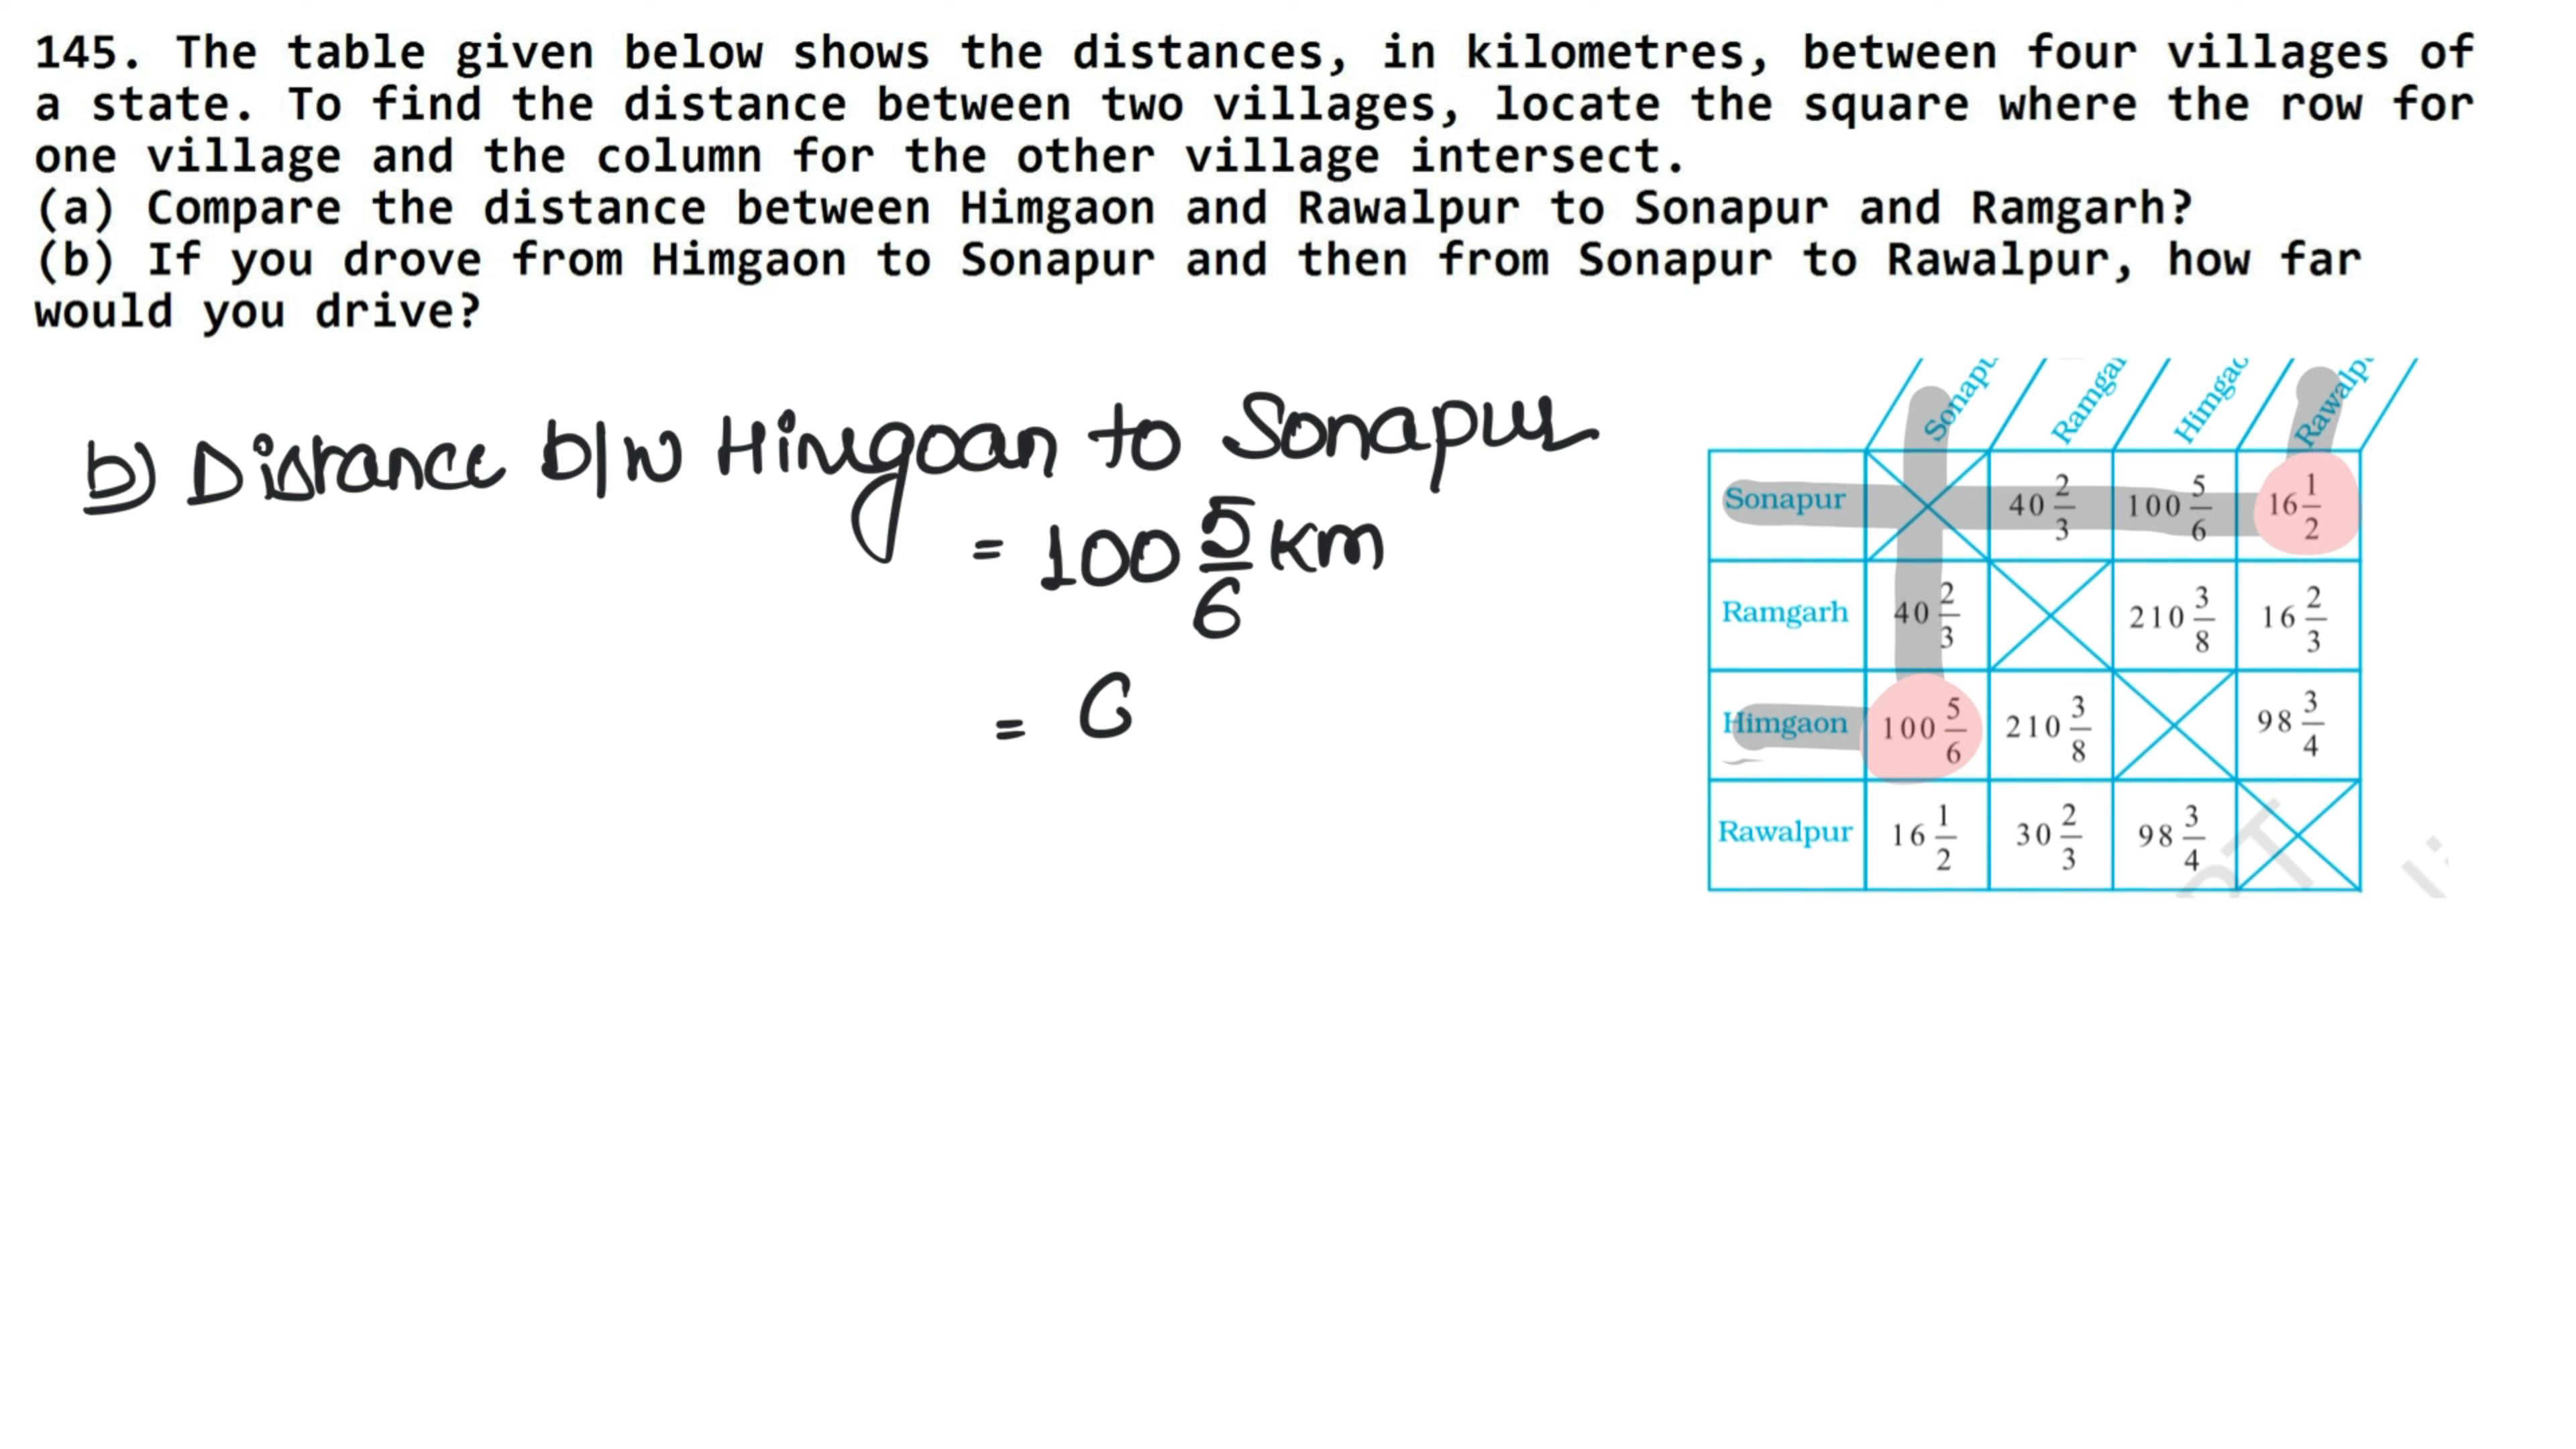 145. The table given below shows the distances, in kilometres, between four villages of
a state. To find the distance between two villages, locate the square where the row for
one village and the column for the other village intersect.
(a) Compare the distance between Himgaon and Rawalpur to Sonapur and Ramgarh?
(b) If you drove from Himgaon to Sonapur and then from Sonapur to Rawalpur, how far
would you drive?
b) Distance b/w Himgoan to Sonapur
= 100 5/6 km
= 6
Sonapu Ramgar Himgao Rawalpu
Sonapur 40 2/3 100 5/6 16 1/2
Ramgarh 40 2/3 210 3/8 16 2/3
Himgaon 100 5/6 210 3/8 98 3/4
Rawalpur 16 1/2 30 2/3 98 3/4